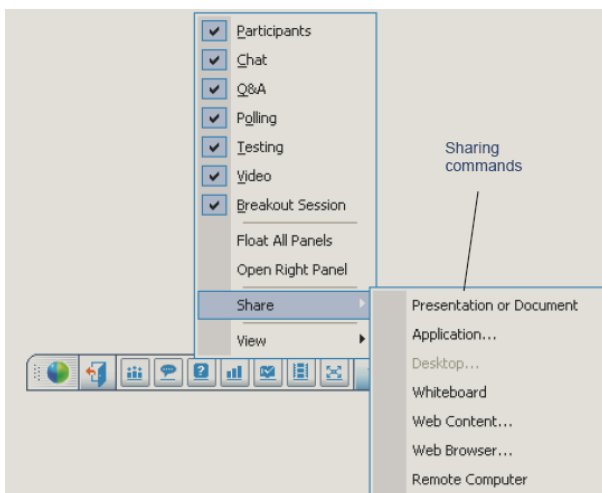 Participants
Chat
Q&A
Polling
Testing
Video
Breakout Session
Float All Panels
Open Right Panel
Share
View
Sharing
commands
Presentation or Document
Application...
Desktop...
Whiteboard
Web Content...
Web Browser...
Remote Computer
?